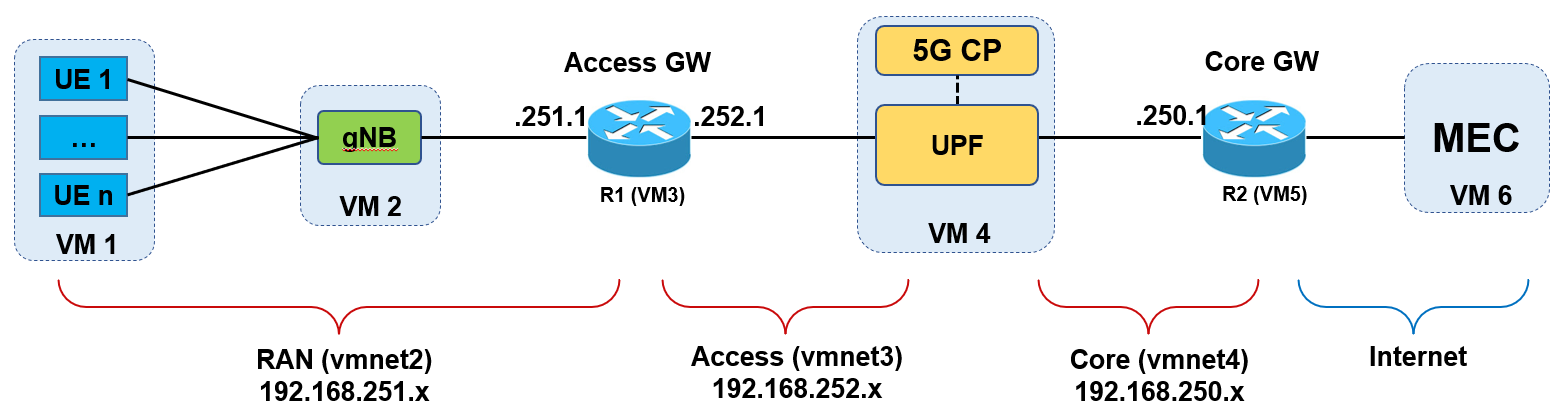 UE 1
...
UE n
VM 1
gNB
VM 2
Access GW
.251.1
.252.1
R1 (VM3)
5G CP
UPF
VM 4
Core GW
.250.1
R2 (VM5)
MEC
VM 6
RAN (vmnet2)
192.168.251.x
Access (vmnet3)
192.168.252.x
Core (vmnet4)
192.168.250.x
Internet